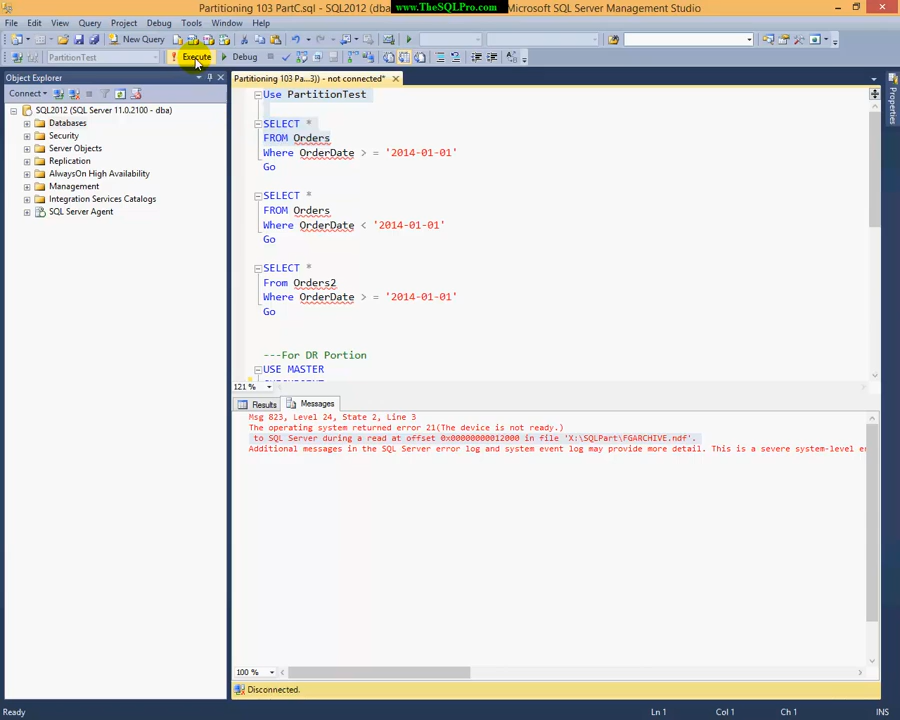 Partitioning 103 PartC.sql - SQL2012 (dba
www.TheSQLPro.com
Microsoft SQL Server Management Studio
File Edit View Query Project Debug Tools Window Help
New Query
PartitionTest
! Execute
Debug
Object Explorer
Partitioning 103 Pa...3)) - not connected*
Properties
Connect
SQL2012 (SQL Server 11.0.2100 - dba)
Databases
Security
Server Objects
Replication
AlwaysOn High Availability
Management
Integration Services Catalogs
SQL Server Agent
Use PartitionTest
SELECT *
FROM Orders
Where OrderDate > = '2014-01-01'
Go
SELECT *
FROM Orders
Where OrderDate < '2014-01-01'
Go
SELECT *
From Orders2
Where OrderDate > = '2014-01-01'
Go
---For DR Portion
USE MASTER
121 %
Results
Messages
Msg 823, Level 24, State 2, Line 3
The operating system returned error 21(The device is not ready.)
to SQL Server during a read at offset 0x00000000012000 in file 'X:\SQLPart\FGARCHIVE.ndf'.
Additional messages in the SQL Server error log and system event log may provide more detail. This is a severe system-level er
100 %
Disconnected.
Ready
Ln 1
Col 1
Ch 1
INS